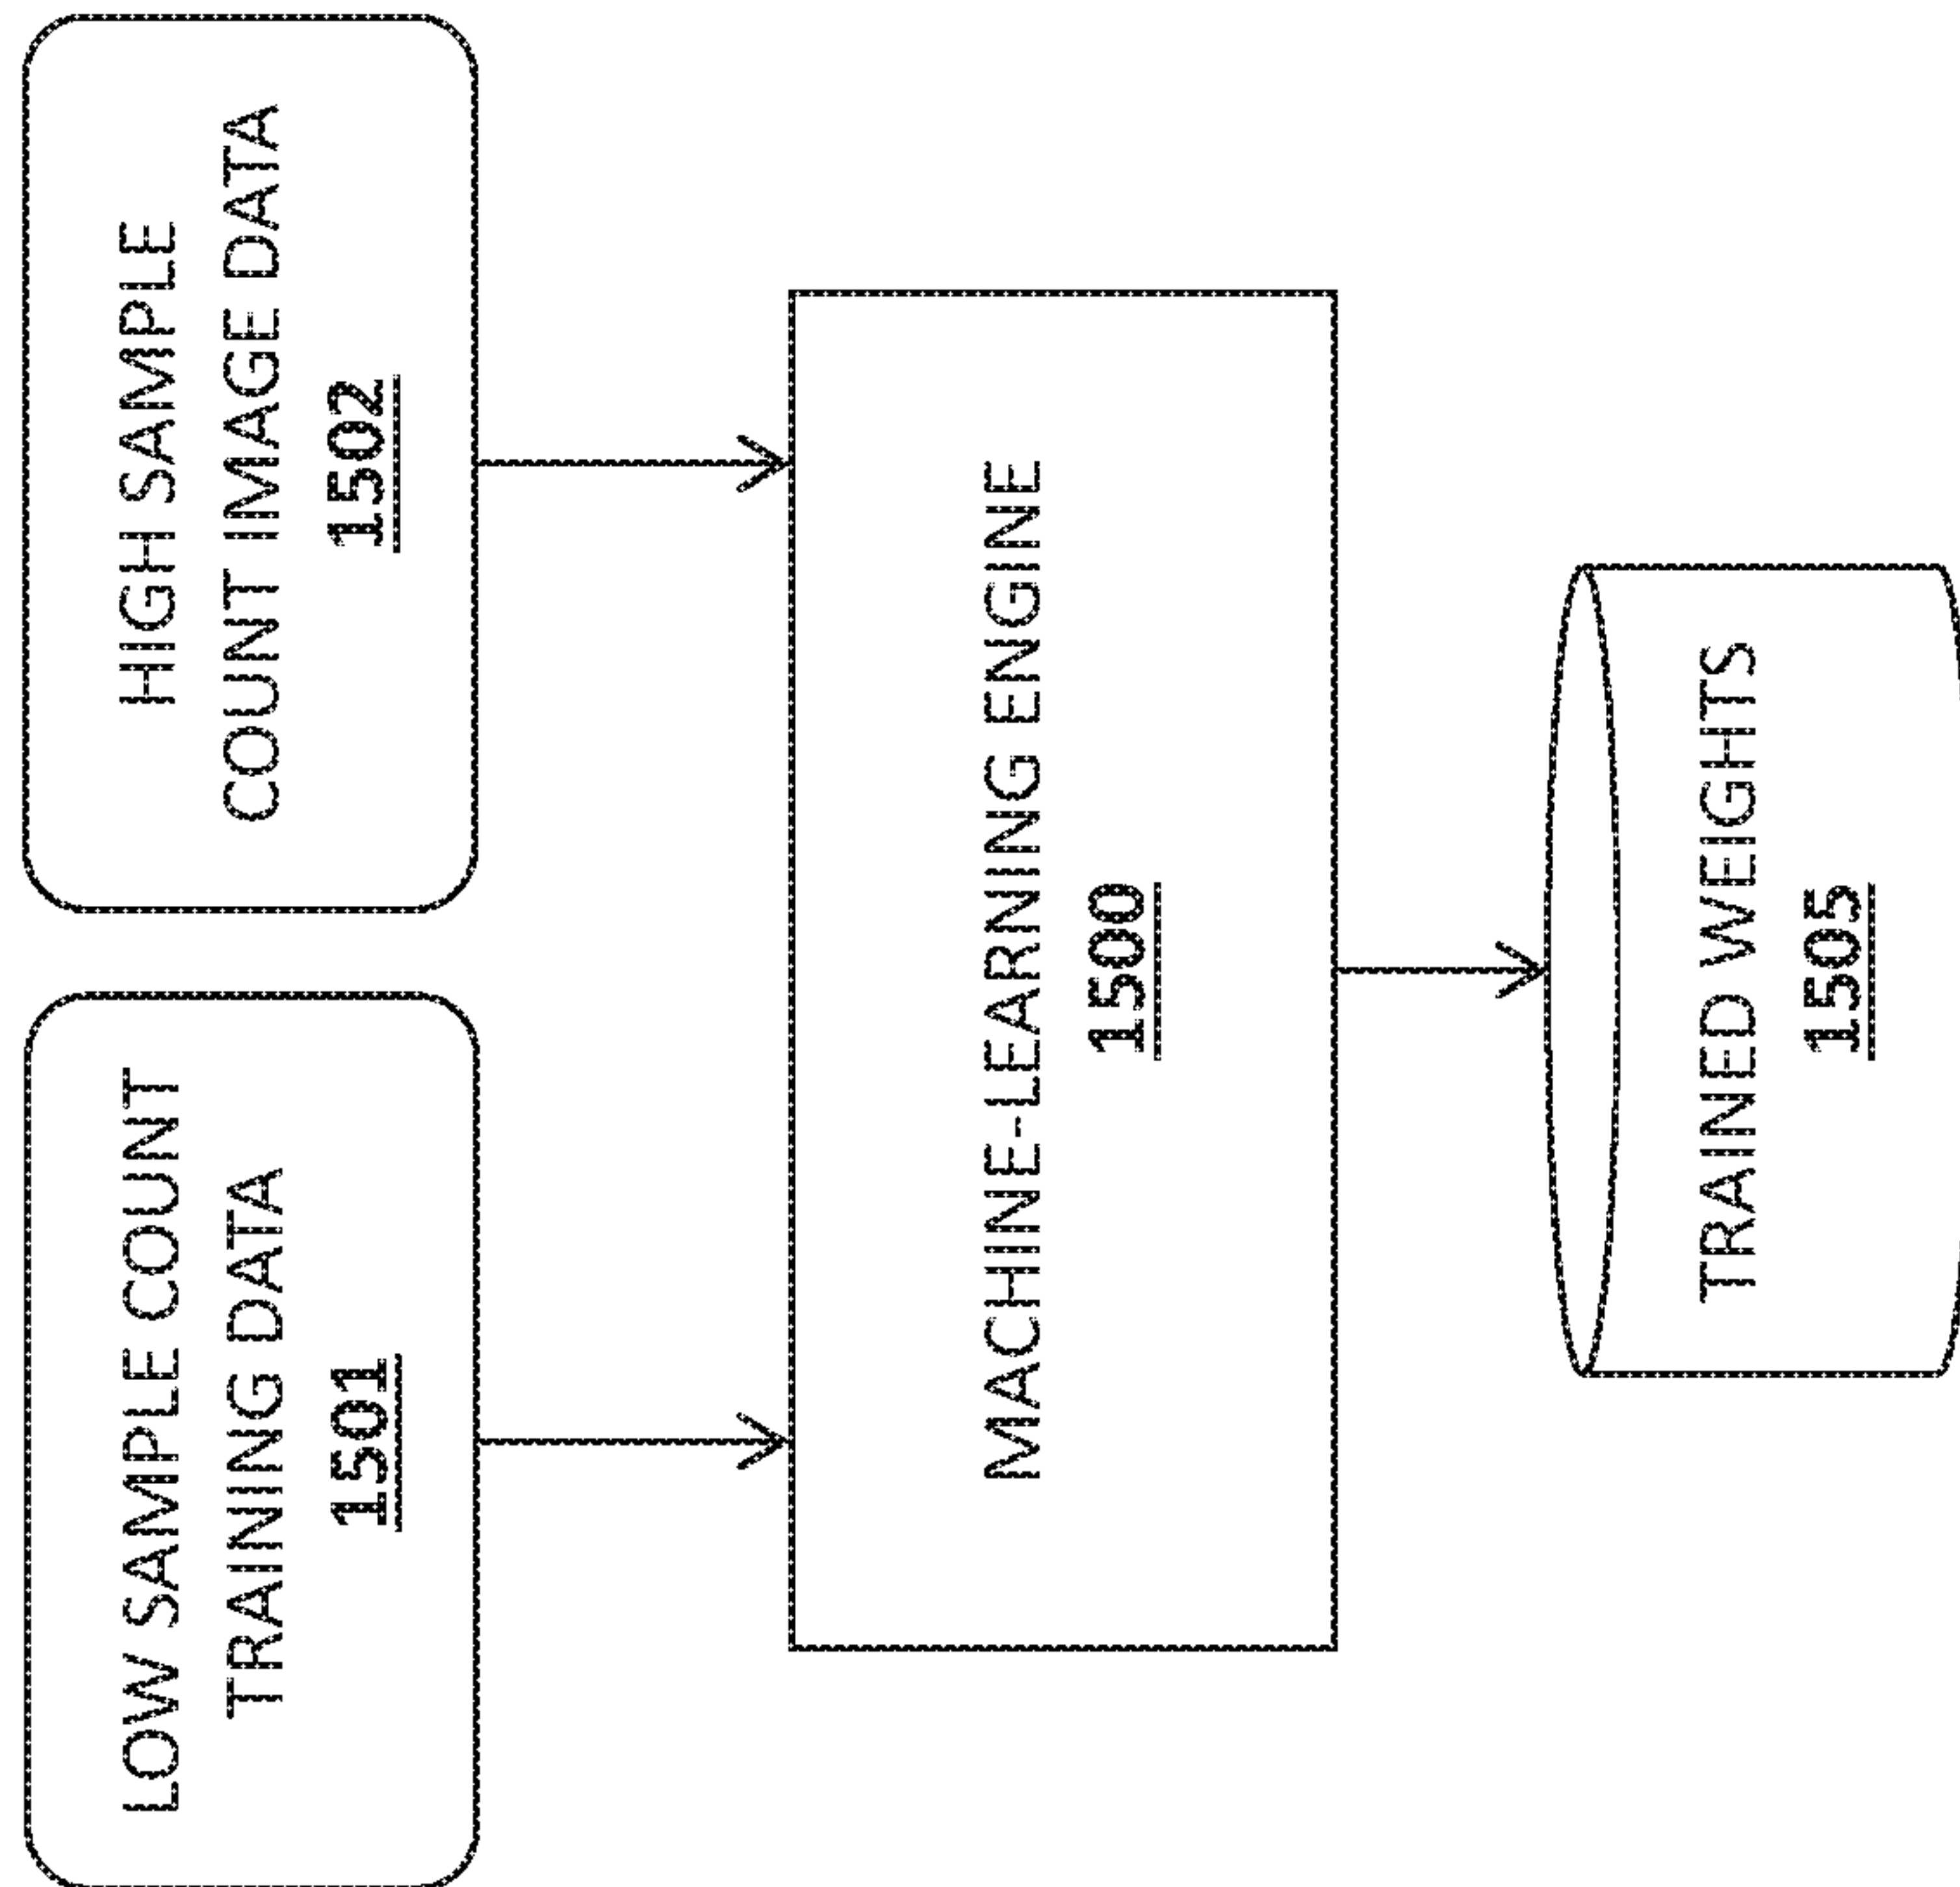 LOW SAMPLE COUNT
TRAINING DATA
1501
HIGH SAMPLE
COUNT IMAGE DATA
1502
MACHINE-LEARNING ENGINE
1500
TRAINED WEIGHTS
1505